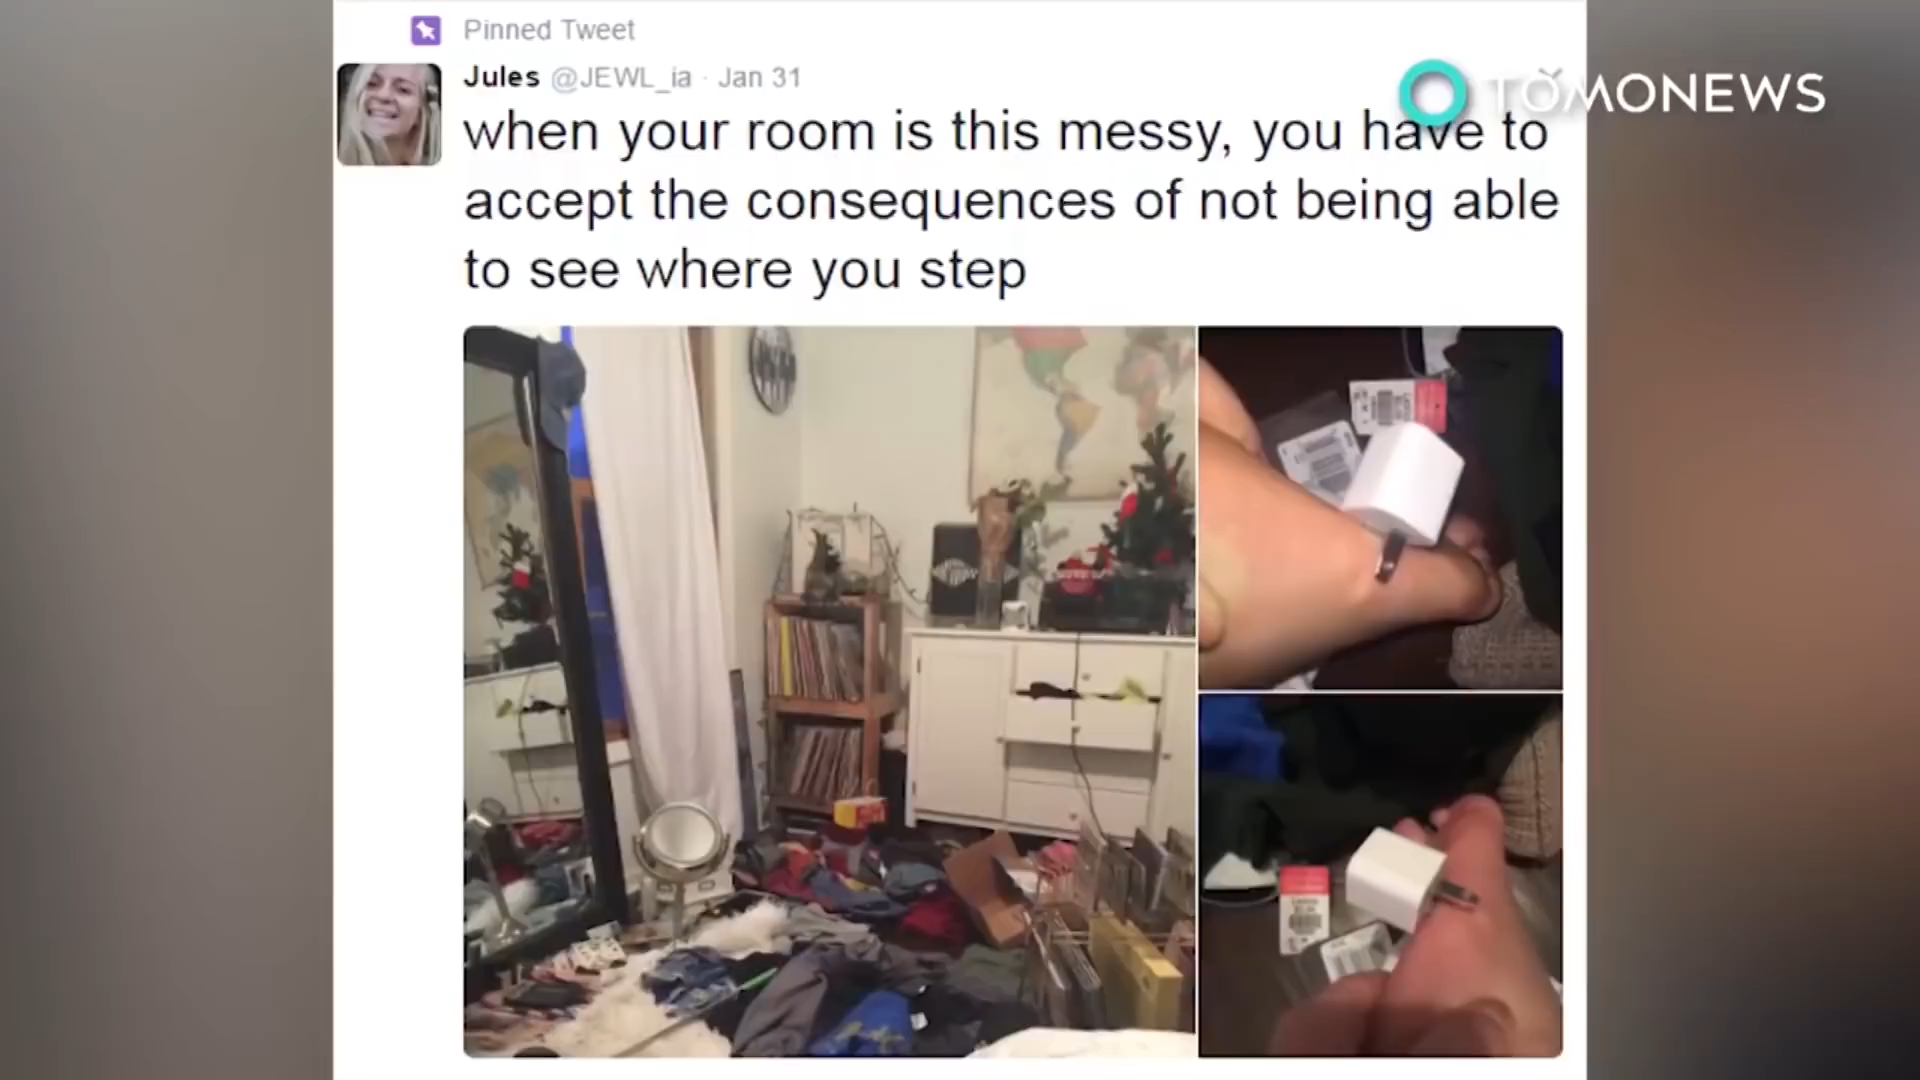 Pinned Tweet
Jules @JEWL_ia · Jan 31
TOMONEWS
when your room is this messy, you have to
accept the consequences of not being able
to see where you step